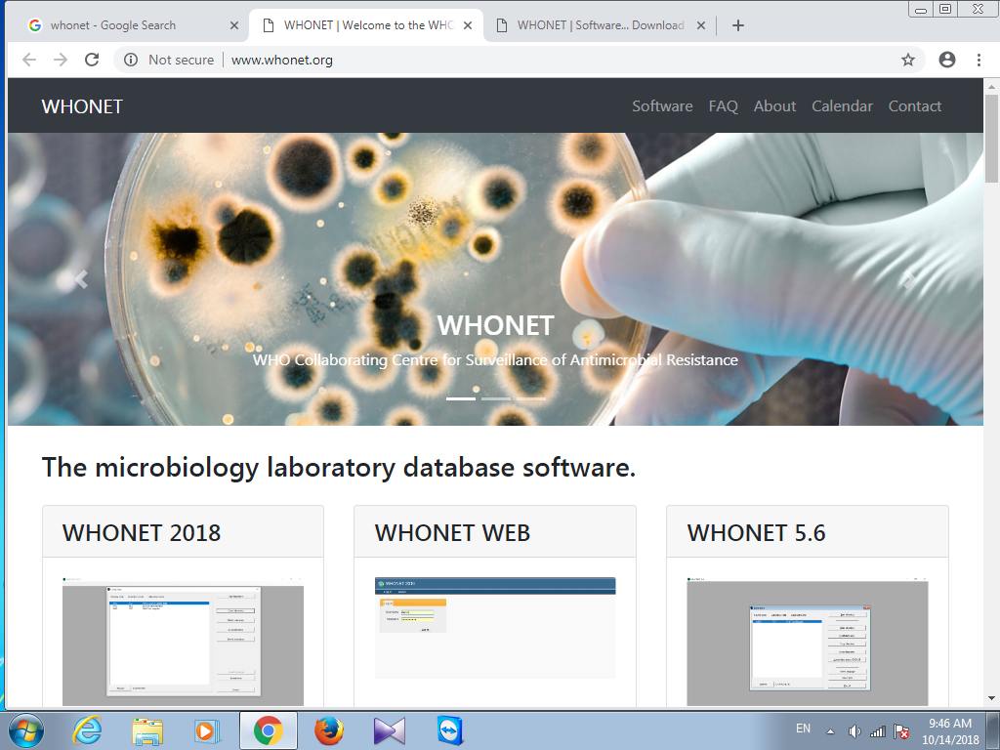 whonet - Google Search
WHONET | Welcome to the WHO
WHONET | Software... Download
Not secure
www.whonet.org
WHONET
Software
FAQ
About
Calendar
Contact
WHONET
WHO Collaborating Centre for Surveillance of Antimicrobial Resistance
The microbiology laboratory database software.
WHONET 2018
WHONET WEB
WHONET 5.6
EN
9:46 AM
10/14/2018